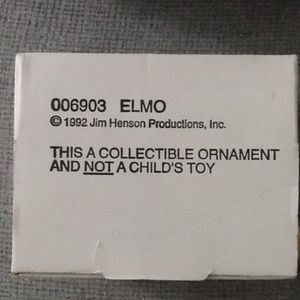 006903 ELMO
© 1992 Jim Henson Productions, Inc.
THIS A COLLECTIBLE ORNAMENT
AND NOT A CHILD'S TOY